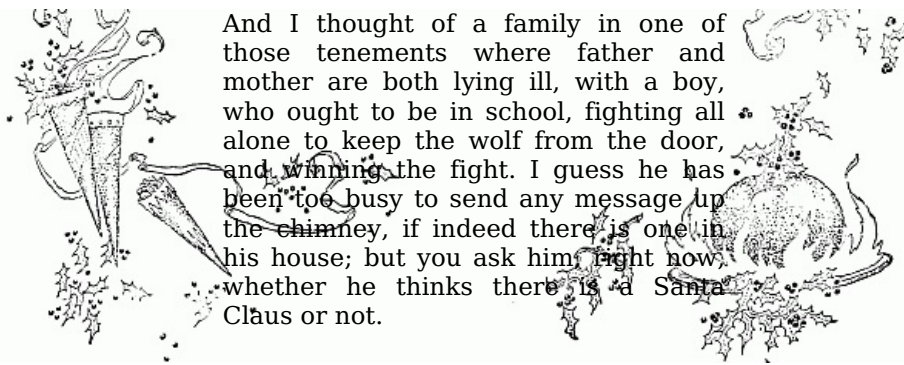 And I thought of a family in one of
those tenements where father and
mother are both lying ill, with a boy,
who ought to be in school, fighting all
alone to keep the wolf from the door,
and winning the fight. I guess he has
been too busy to send any message up
the chimney, if indeed there is one in
his house; but you ask him, right now,
whether he thinks there is a Santa
Claus or not.